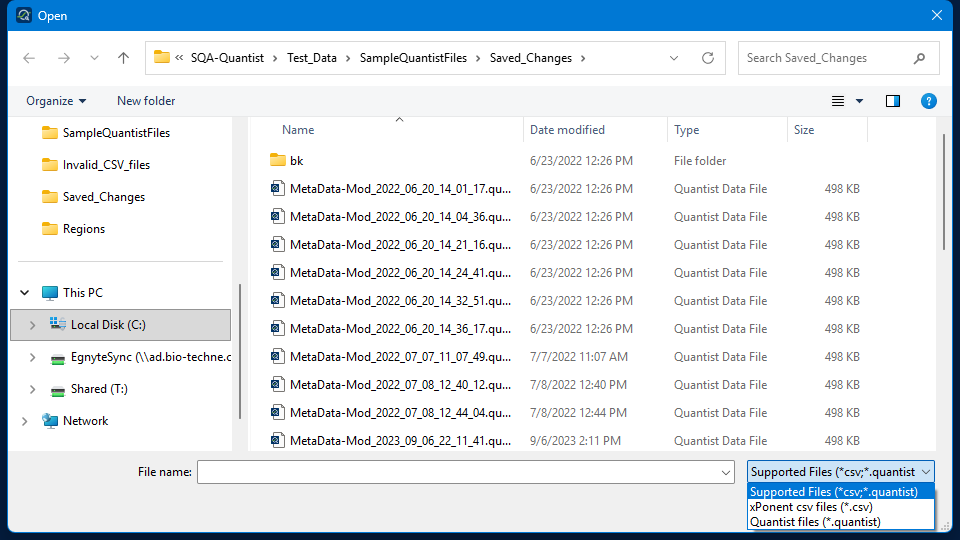 Open
« SQA-Quantist > Test_Data > SampleQuantistFiles > Saved_Changes >
Search Saved_Changes
Organize
New folder
?
SampleQuantistFiles
Invalid_CSV_files
Saved_Changes
Regions
This PC
Local Disk (C:)
EgnyteSync (\\ad.bio-techne.c
Shared (T:)
Network
Name Date modified Type Size
bk 6/23/2022 12:26 PM File folder
MetaData-Mod_2022_06_20_14_01_17.qu... 6/23/2022 12:26 PM Quantist Data File 498 KB
MetaData-Mod_2022_06_20_14_04_36.qu... 6/23/2022 12:26 PM Quantist Data File 498 KB
MetaData-Mod_2022_06_20_14_21_16.qu... 6/23/2022 12:26 PM Quantist Data File 498 KB
MetaData-Mod_2022_06_20_14_24_41.qu... 6/23/2022 12:26 PM Quantist Data File 498 KB
MetaData-Mod_2022_06_20_14_32_51.qu... 6/23/2022 12:26 PM Quantist Data File 498 KB
MetaData-Mod_2022_06_20_14_36_17.qu... 6/23/2022 12:26 PM Quantist Data File 498 KB
MetaData-Mod_2022_07_07_11_07_49.qu... 7/7/2022 11:07 AM Quantist Data File 498 KB
MetaData-Mod_2022_07_08_12_40_12.qu... 7/8/2022 12:40 PM Quantist Data File 498 KB
MetaData-Mod_2022_07_08_12_44_04.qu... 7/8/2022 12:44 PM Quantist Data File 498 KB
MetaData-Mod_2023_09_06_22_11_41.qu... 9/6/2023 2:11 PM Quantist Data File 498 KB
File name:
Supported Files (*csv;*.quantist
Supported Files (*csv;*.quantist)
xPonent csv files (*.csv)
Quantist files (*.quantist)